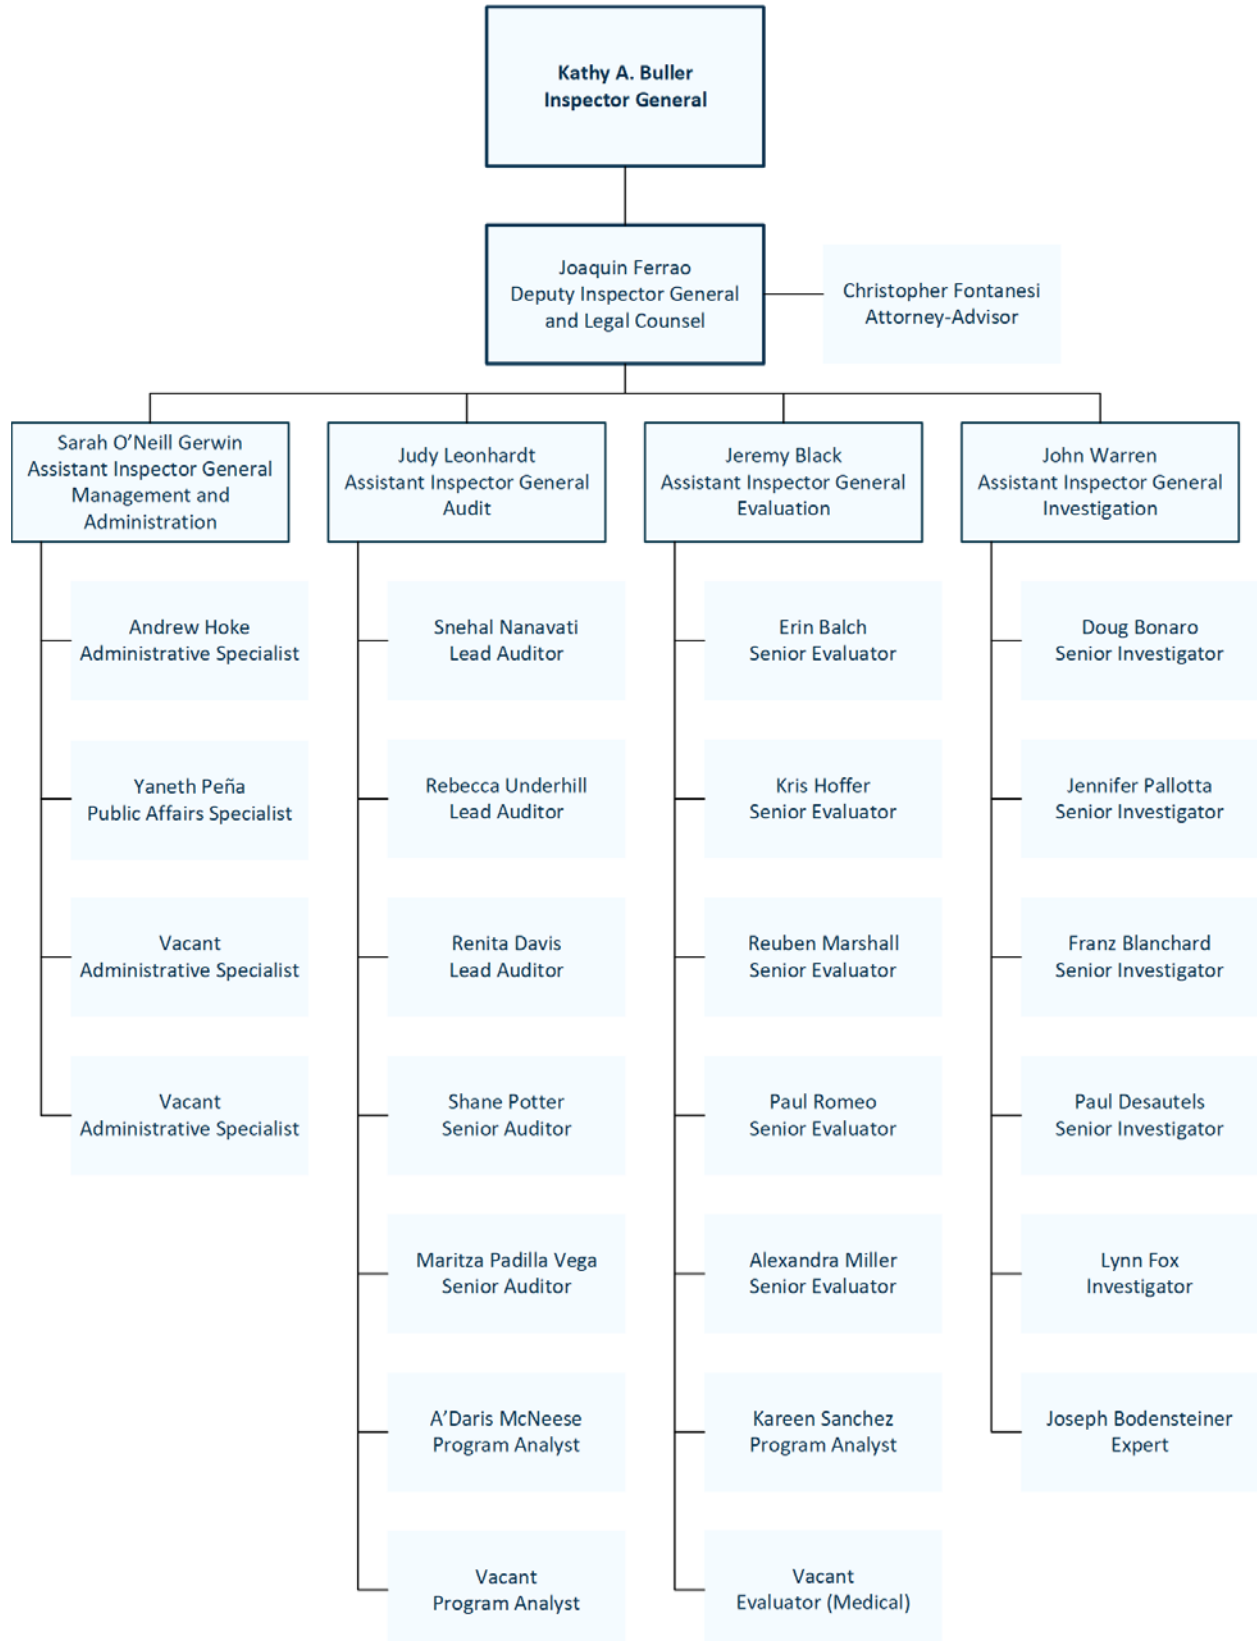 Kathy A. Buller
Inspector General
Joaquin Ferrao
Deputy Inspector General
and Legal Counsel
Christopher Fontanesi
Attorney-Advisor
Sarah O’Neill Gerwin
Assistant Inspector General
Management and
Administration
Andrew Hoke
Administrative Specialist
Yaneth Peña
Public Affairs Specialist
Vacant
Administrative Specialist
Vacant
Administrative Specialist
Judy Leonhardt
Assistant Inspector General
Audit
Snehal Nanavati
Lead Auditor
Rebecca Underhill
Lead Auditor
Renita Davis
Lead Auditor
Shane Potter
Senior Auditor
Maritza Padilla Vega
Senior Auditor
A’Daris McNeese
Program Analyst
Vacant
Program Analyst
Jeremy Black
Assistant Inspector General
Evaluation
Erin Balch
Senior Evaluator
Kris Hoffer
Senior Evaluator
Reuben Marshall
Senior Evaluator
Paul Romeo
Senior Evaluator
Alexandra Miller
Senior Evaluator
Kareen Sanchez
Program Analyst
Vacant
Evaluator (Medical)
John Warren
Assistant Inspector General
Investigation
Doug Bonaro
Senior Investigator
Jennifer Pallotta
Senior Investigator
Franz Blanchard
Senior Investigator
Paul Desautels
Senior Investigator
Lynn Fox
Investigator
Joseph Bodensteiner
Expert